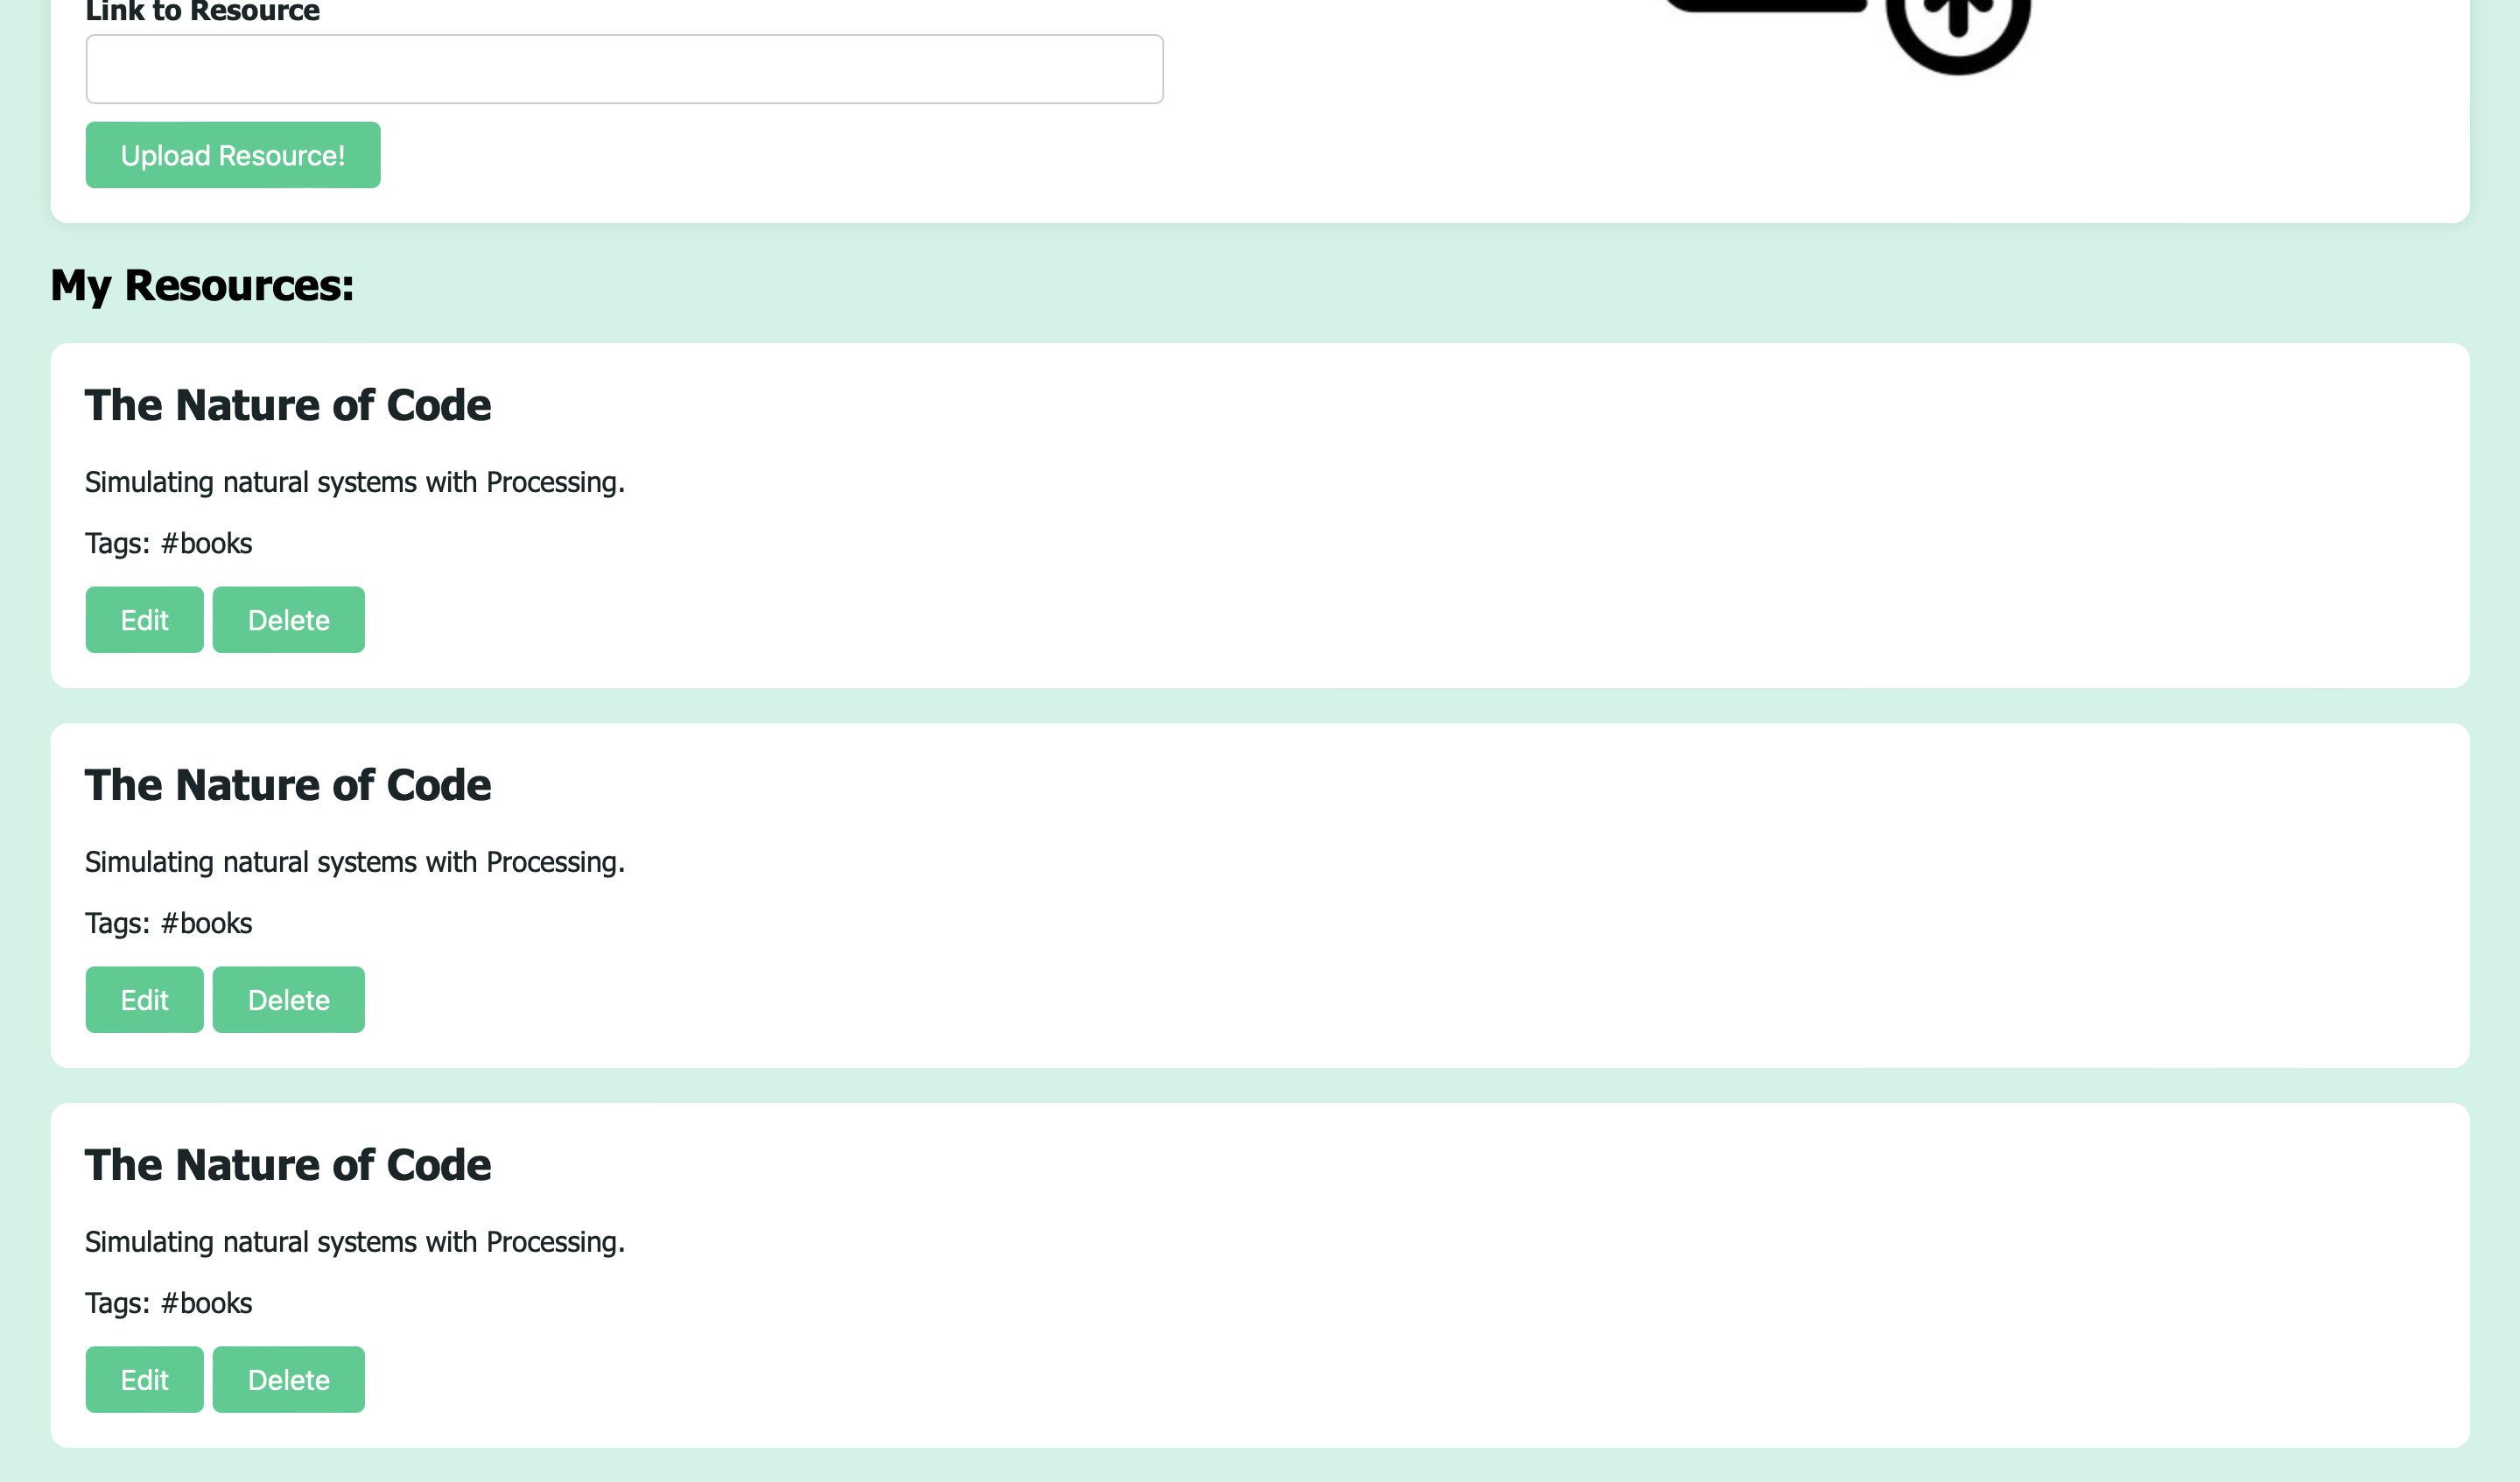 Link to Resource
Upload Resource!
My Resources:
The Nature of Code
Simulating natural systems with Processing.
Tags: #books
Edit Delete
The Nature of Code
Simulating natural systems with Processing.
Tags: #books
Edit Delete
The Nature of Code
Simulating natural systems with Processing.
Tags: #books
Edit Delete